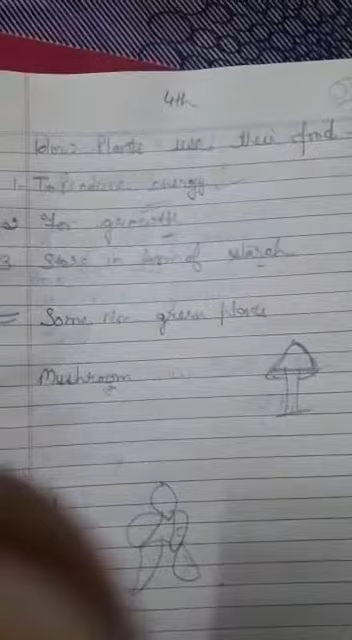 4th
How Plants use their food
1- To Produce energy
2 For growth
3 Store in form of starch
= Some Non green plants
Mushroom